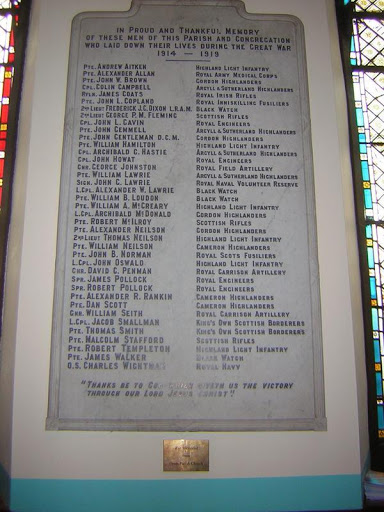 In Proud and Thankful Memory
of these men of this Parish and Congregation
who laid down their lives during the Great War
1914 — 1919
Pte. Andrew Aitken Highland Light Infantry
Pte. Alexander Allan Royal Army Medical Corps
Pte. John W. Brown Gordon Highlanders
Cpl. Colin Campbell Argyll & Sutherland Highlanders
Rfln. James Coats Royal Irish Rifles
Pte. John L. Copland Royal Inniskilling Fusiliers
2nd Lieut Frederick J.C. Dixon L.R.A.M. Black Watch
2nd Lieut George P. M. Fleming Scottish Rifles
Cpl. John L. Gavin Royal Engineers
Pte. John Gemmell Argyll & Sutherland Highlanders
Pte. John Gentleman D.C.M. Gordon Highlanders
Pte. William Hamilton Highland Light Infantry
Cpl. Archibald C. Hastie Argyll & Sutherland Highlanders
Cpl. John Howat Royal Engineers
Gnr. George Johnston Royal Field Artillery
Pte. William Lawrie Argyll & Sutherland Highlanders
Sign. John G. Lawrie Royal Naval Volunteer Reserve
L.Cpl. Alexander W. Lawrie Black Watch
Pte. William B. Loudon Black Watch
Pte. William A. McGreary Highland Light Infantry
L.Cpl. Archibald McDonald Gordon Highlanders
Pte. Robert McIlroy Scottish Rifles
Pte. Alexander Neilson Gordon Highlanders
2nd Lieut Thomas Neilson Highland Light Infantry
Pte. William Neilson Cameron Highlanders
Pte. John B. Norman Royal Scots Fusiliers
L.Cpl. John Oswald Highland Light Infantry
Gnr. David C. Penman Royal Garrison Artillery
Spr. James Pollock Royal Engineers
Spr. Robert Pollock Royal Engineers
Pte. Alexander R. Rankin Cameron Highlanders
Pte. Dan Scott Cameron Highlanders
Gnr. William Seith Royal Garrison Artillery
L.Cpl. Jacob Smallman King's Own Scottish Borderers
Pte. Thomas Smith King's Own Scottish Borderers
Pte. Malcolm Stafford Scottish Rifles
Pte. Robert Templeton Highland Light Infantry
Pte. James Walker Black Watch
O.S. Charles Royal Navy
"Thanks be to God us the victory
through our Lord Jesus Christ."